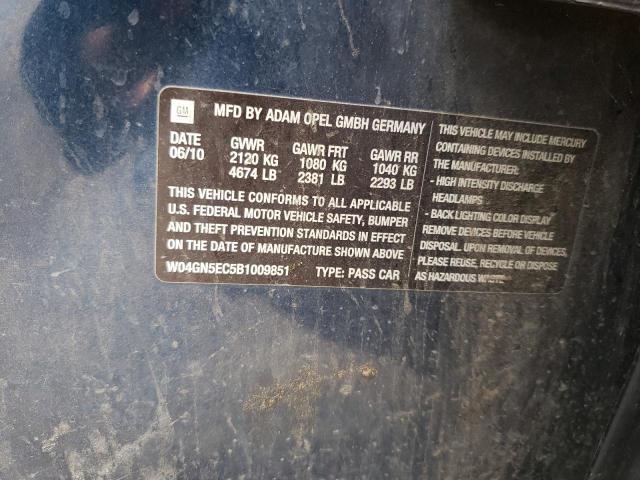 GM
MFD BY ADAM OPEL GMBH GERMANY
DATE GVWR GAWR FRT GAWR RR
06/10 2120 KG 1080 KG 1040 KG
4674 LB 2381 LB 2293 LB
THIS VEHICLE CONFORMS TO ALL APPLICABLE
U.S. FEDERAL MOTOR VEHICLE SAFETY, BUMPER
AND THEFT PREVENTION STANDARDS IN EFFECT
ON THE DATE OF MANUFACTURE SHOWN ABOVE
W04GN5EC5B1009851 TYPE: PASS CAR
THIS VEHICLE MAY INCLUDE MERCURY
CONTAINING DEVICES INSTALLED BY
THE MANUFACTURER:
- HIGH INTENSITY DISCHARGE
HEADLAMPS
- BACK LIGHTING COLOR DISPLAY
REMOVE DEVICES BEFORE VEHICLE
DISPOSAL. UPON REMOVAL OF DEVICES,
PLEASE REUSE, RECYCLE OR DISPOSE
AS HAZARDOUS WASTE